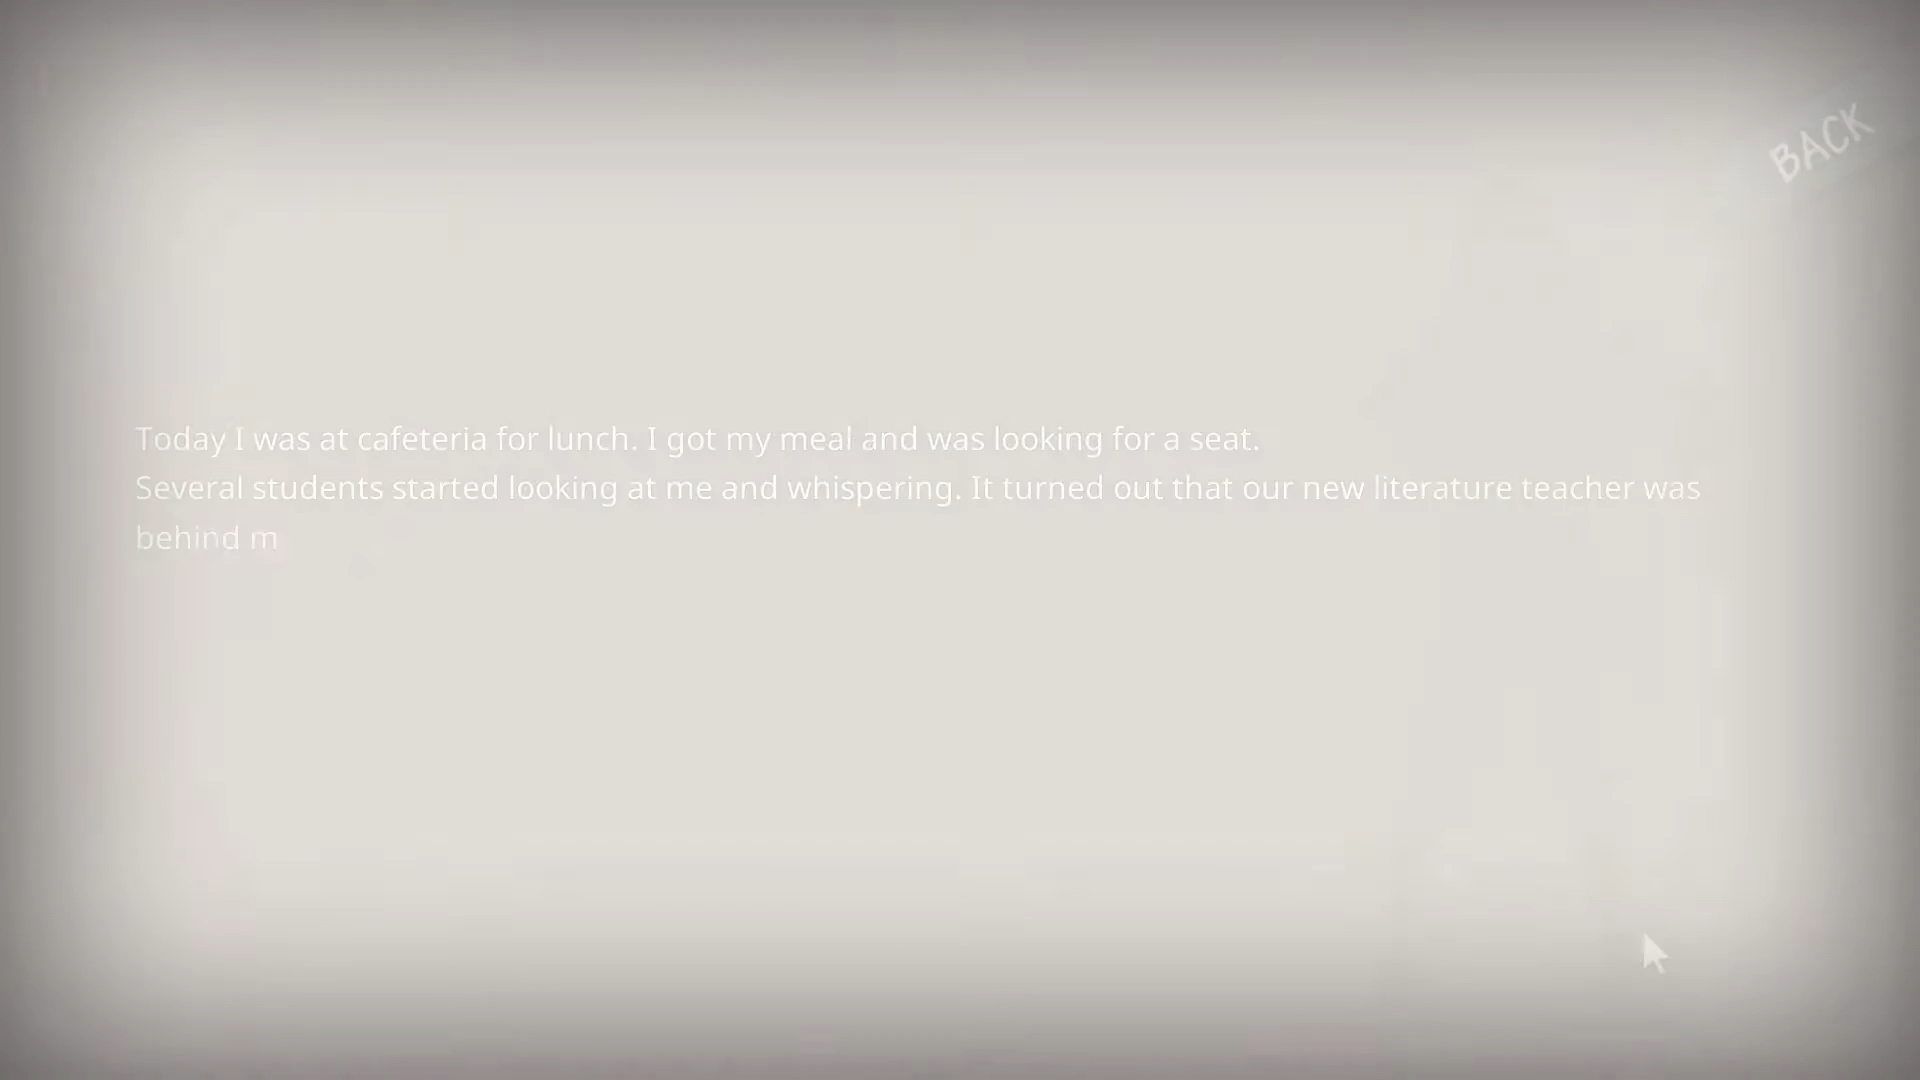 BACK
Today I was at cafeteria for lunch. I got my meal and was looking for a seat.
Several students started looking at me and whispering. It turned out that our new literature teacher was
behind m